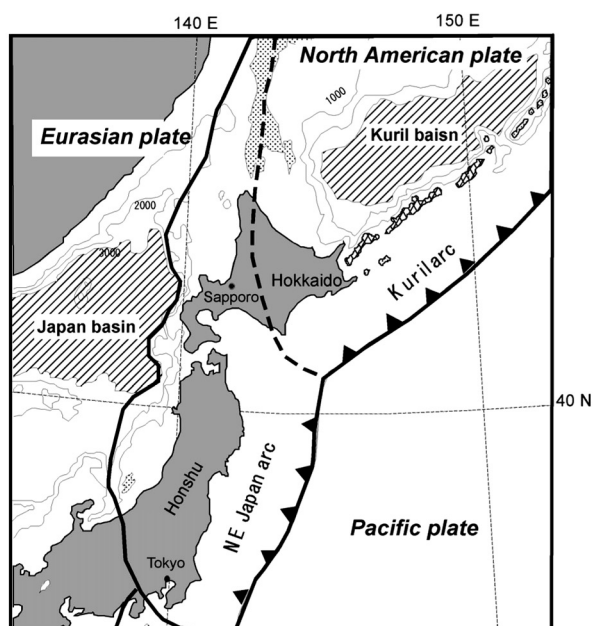 140 E
150 E
North American plate
1000
Eurasian plate
Kuril baisn
2000
3000
Hokkaido
Kuril arc
Sapporo
Japan basin
40 N
Honshu
NE Japan arc
Pacific plate
Tokyo